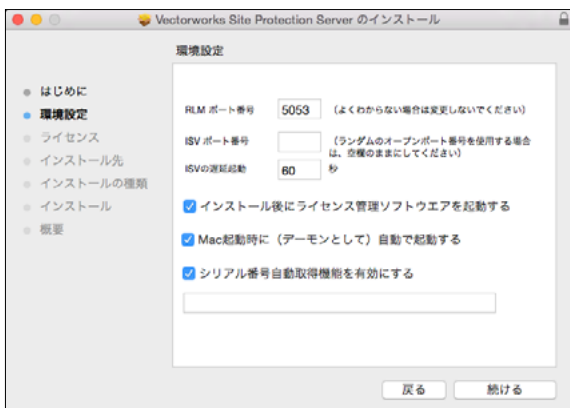 Vectorworks Site Protection Server のインストール
環境設定
はじめに
環境設定
ライセンス
インストール先
インストールの種類
インストール
概要
RLM ポート番号 5053 （よくわからない場合は変更しないでください）
ISV ポート番号 （ランダムのオープンポート番号を使用する場合
は、空欄のままにしてください）
ISVの遅延起動 60 秒
インストール後にライセンス管理ソフトウエアを起動する
Mac起動時に（デーモンとして）自動で起動する
シリアル番号自動取得機能を有効にする
戻る 続ける